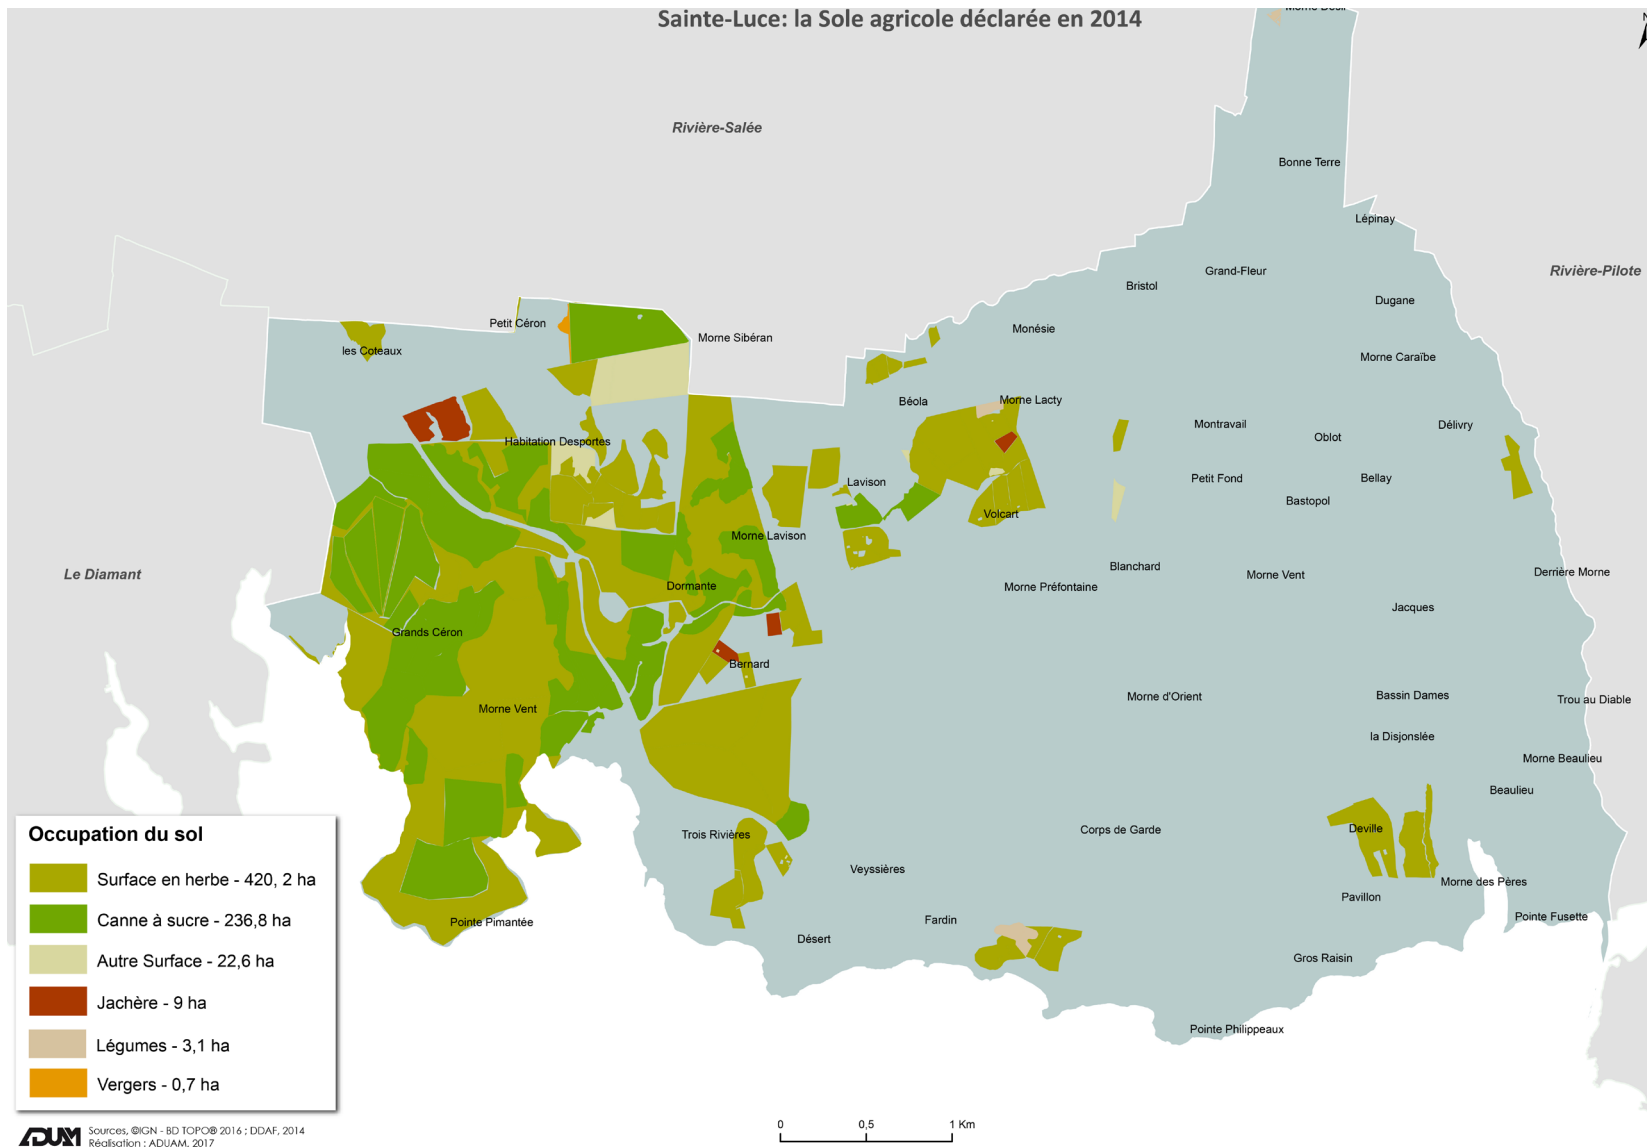 Sainte-Luce: la Sole agricole déclarée en 2014
N
Rivière-Salée
Bonne Terre
Lépinay
Rivière-Pilote
Grand-Fleur
Bristol
Dugane
Petit Céron
Monésie
Morne Sibéran
les Coteaux
Morne Caraïbe
Béola
Morne Lacty
Montravail
Délivry
Oblot
Habitation Desportes
Petit Fond
Bellay
Lavison
Bastopol
Volcart
Morne Lavison
Le Diamant
Blanchard
Morne Vent
Derrière Morne
Dormante
Morne Préfontaine
Jacques
Grands Céron
Bernard
Morne d'Orient
Bassin Dames
Trou au Diable
Morne Vent
la Disjonslée
Morne Beaulieu
Beaulieu
Trois Rivières
Corps de Garde
Deville
Veyssières
Morne des Pères
Pavillon
Pointe Pimantée
Fardin
Pointe Fusette
Désert
Gros Raisin
Pointe Philippeaux
Occupation du sol
Surface en herbe - 420, 2 ha
Canne à sucre - 236,8 ha
Autre Surface - 22,6 ha
Jachère - 9 ha
Légumes - 3,1 ha
Vergers - 0,7 ha
0 0,5 1 Km
ADUAM
Sources, ©IGN - BD TOPO® 2016 ; DDAF, 2014
Réalisation : ADUAM, 2017